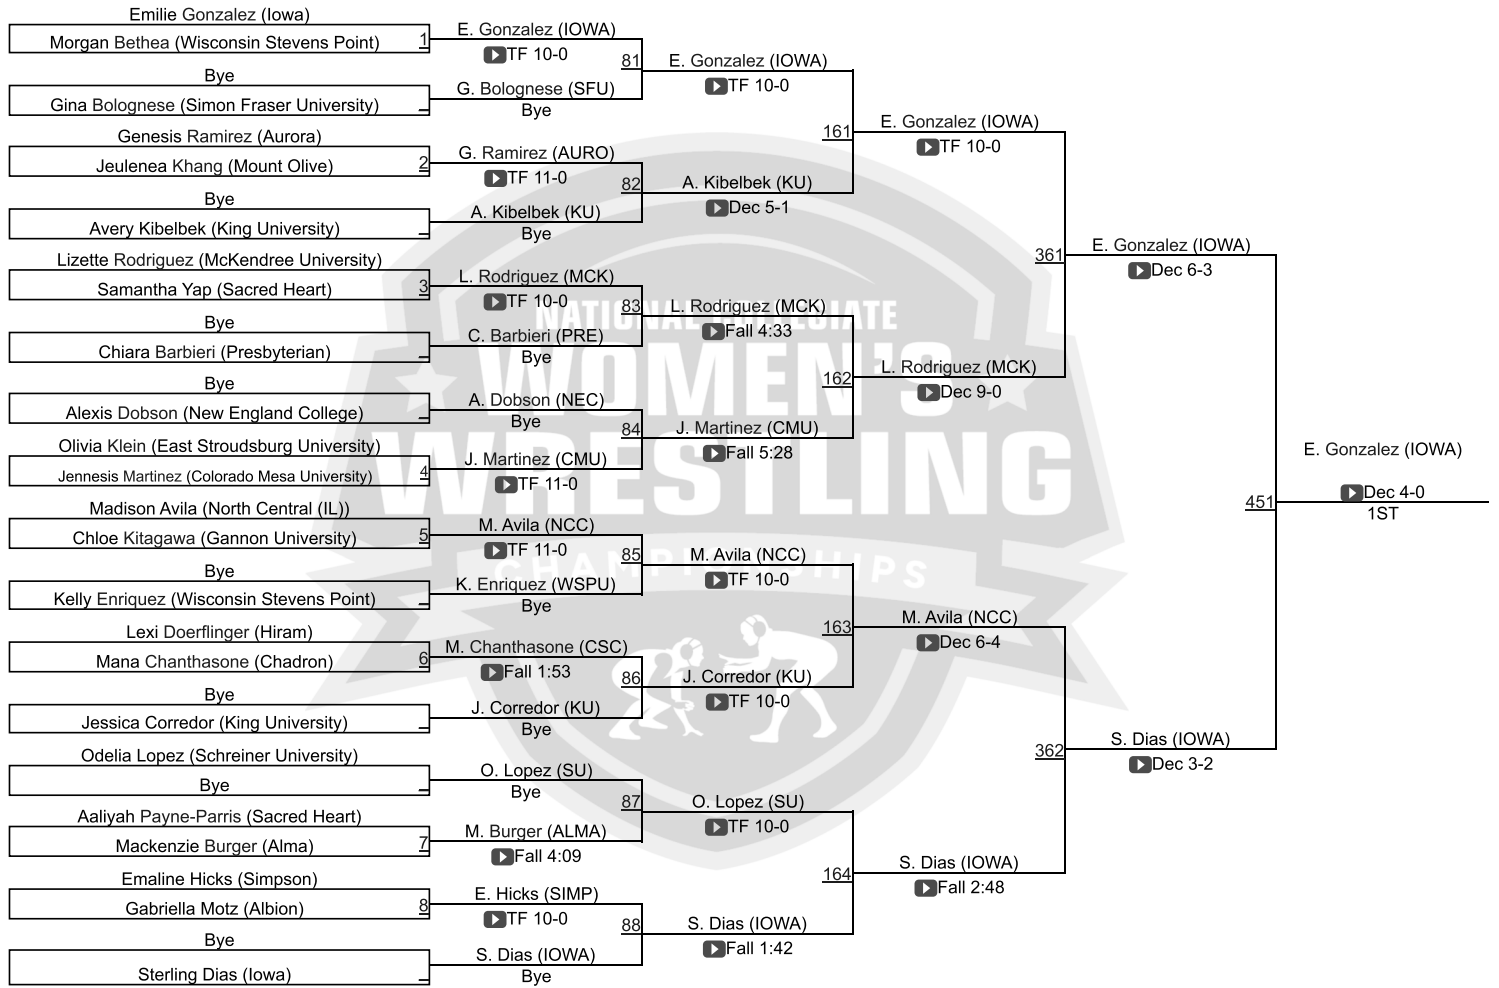 Emilie Gonzalez (Iowa)
Morgan Bethea (Wisconsin Stevens Point) 1
Bye
Gina Bolognese (Simon Fraser University)
Genesis Ramirez (Aurora)
Jeulenea Khang (Mount Olive) 2
Bye
Avery Kibelbek (King University)
Lizette Rodriguez (McKendree University)
Samantha Yap (Sacred Heart) 3
Bye
Chiara Barbieri (Presbyterian)
Bye
Alexis Dobson (New England College)
Olivia Klein (East Stroudsburg University)
Jennesis Martinez (Colorado Mesa University) 4
Madison Avila (North Central (IL))
Chloe Kitagawa (Gannon University) 5
Bye
Kelly Enriquez (Wisconsin Stevens Point)
Lexi Doerflinger (Hiram)
Mana Chanthasone (Chadron) 6
Bye
Jessica Corredor (King University)
Odelia Lopez (Schreiner University)
Bye
Aaliyah Payne-Parris (Sacred Heart)
Mackenzie Burger (Alma) 7
Emaline Hicks (Simpson)
Gabriella Motz (Albion) 8
Bye
Sterling Dias (Iowa)
E. Gonzalez (IOWA)
TF 10-0
81
G. Bolognese (SFU)
Bye
G. Ramirez (AURO)
TF 11-0
82
A. Kibelbek (KU)
Bye
L. Rodriguez (MCK)
TF 10-0
83
C. Barbieri (PRE)
Bye
A. Dobson (NEC)
Bye
84
J. Martinez (CMU)
TF 11-0
M. Avila (NCC)
TF 11-0
85
K. Enriquez (WSPU)
Bye
M. Chanthasone (CSC)
Fall 1:53
86
J. Corredor (KU)
Bye
O. Lopez (SU)
Bye
87
M. Burger (ALMA)
Fall 4:09
E. Hicks (SIMP)
TF 10-0
88
S. Dias (IOWA)
Bye
E. Gonzalez (IOWA)
TF 10-0
161
A. Kibelbek (KU)
Dec 5-1
L. Rodriguez (MCK)
Fall 4:33
162
J. Martinez (CMU)
Fall 5:28
M. Avila (NCC)
TF 10-0
163
J. Corredor (KU)
TF 10-0
O. Lopez (SU)
TF 10-0
164
S. Dias (IOWA)
Fall 1:42
E. Gonzalez (IOWA)
TF 10-0
361
L. Rodriguez (MCK)
Dec 9-0
M. Avila (NCC)
Dec 6-4
362
S. Dias (IOWA)
Fall 2:48
E. Gonzalez (IOWA)
Dec 6-3
451
S. Dias (IOWA)
Dec 3-2
E. Gonzalez (IOWA)
Dec 4-0
1ST
NATIONAL COLLEGIATE
WOMEN'S
WRESTLING
CHAMPIONSHIPS